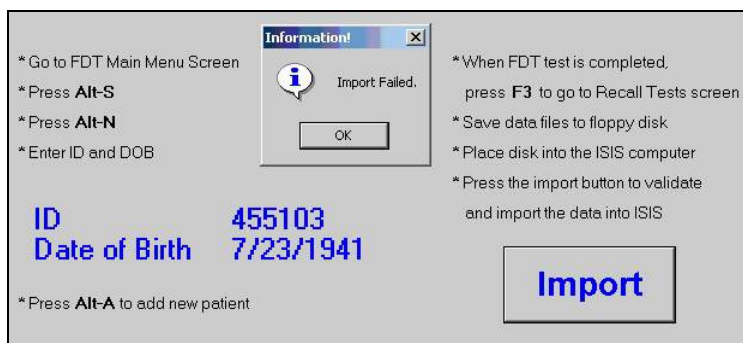 * Go to FDT Main Menu Screen
* Press Alt-S
* Press Alt-N
* Enter ID and DOB
ID 455103
Date of Birth 7/23/1941
* Press Alt-A to add new patient
Information!
Import Failed.
OK
* When FDT test is completed,
press F3 to go to Recall Tests screen
* Save data files to floppy disk
* Place disk into the ISIS computer
* Press the import button to validate
and import the data into ISIS
Import